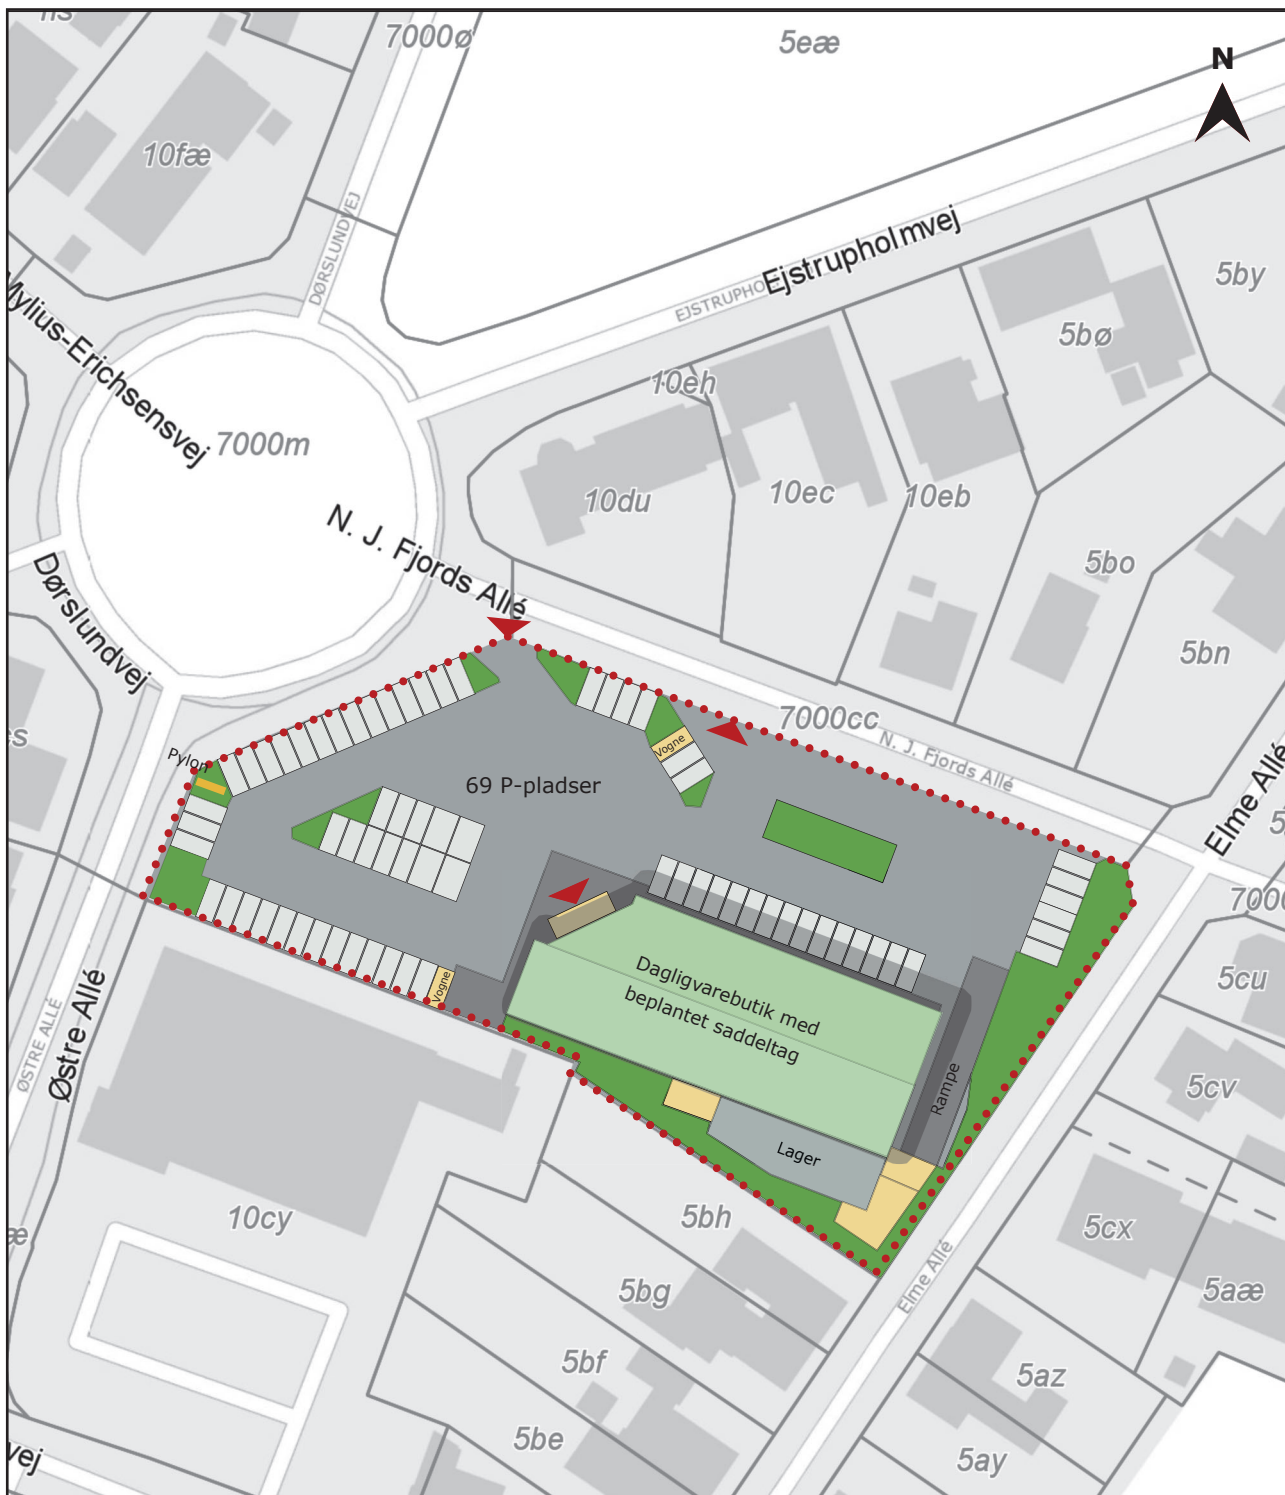 7000ø
5eæ
N
10fæ
DØRSLUNDVEJ
Ejstrupholmvej
5by
Mylius-Erichsensvej
5bø
10eh
7000m
10du
10ec
10eb
N. J. Fjords Allé
5bo
Dørslundvej
5bn
7000cc
N. J. Fjords Allé
Pylon
Vogne
69 P-pladser
Elme Allé
Vogne
Dagligvarebutik med
beplantet saddeltag
5cu
ØSTRE ALLÉ
Østre Allé
Rampe
5cv
Lager
10cy
5bh
5cx
Elme Allé
5bg
5aæ
5bf
5az
5be
5ay
vej